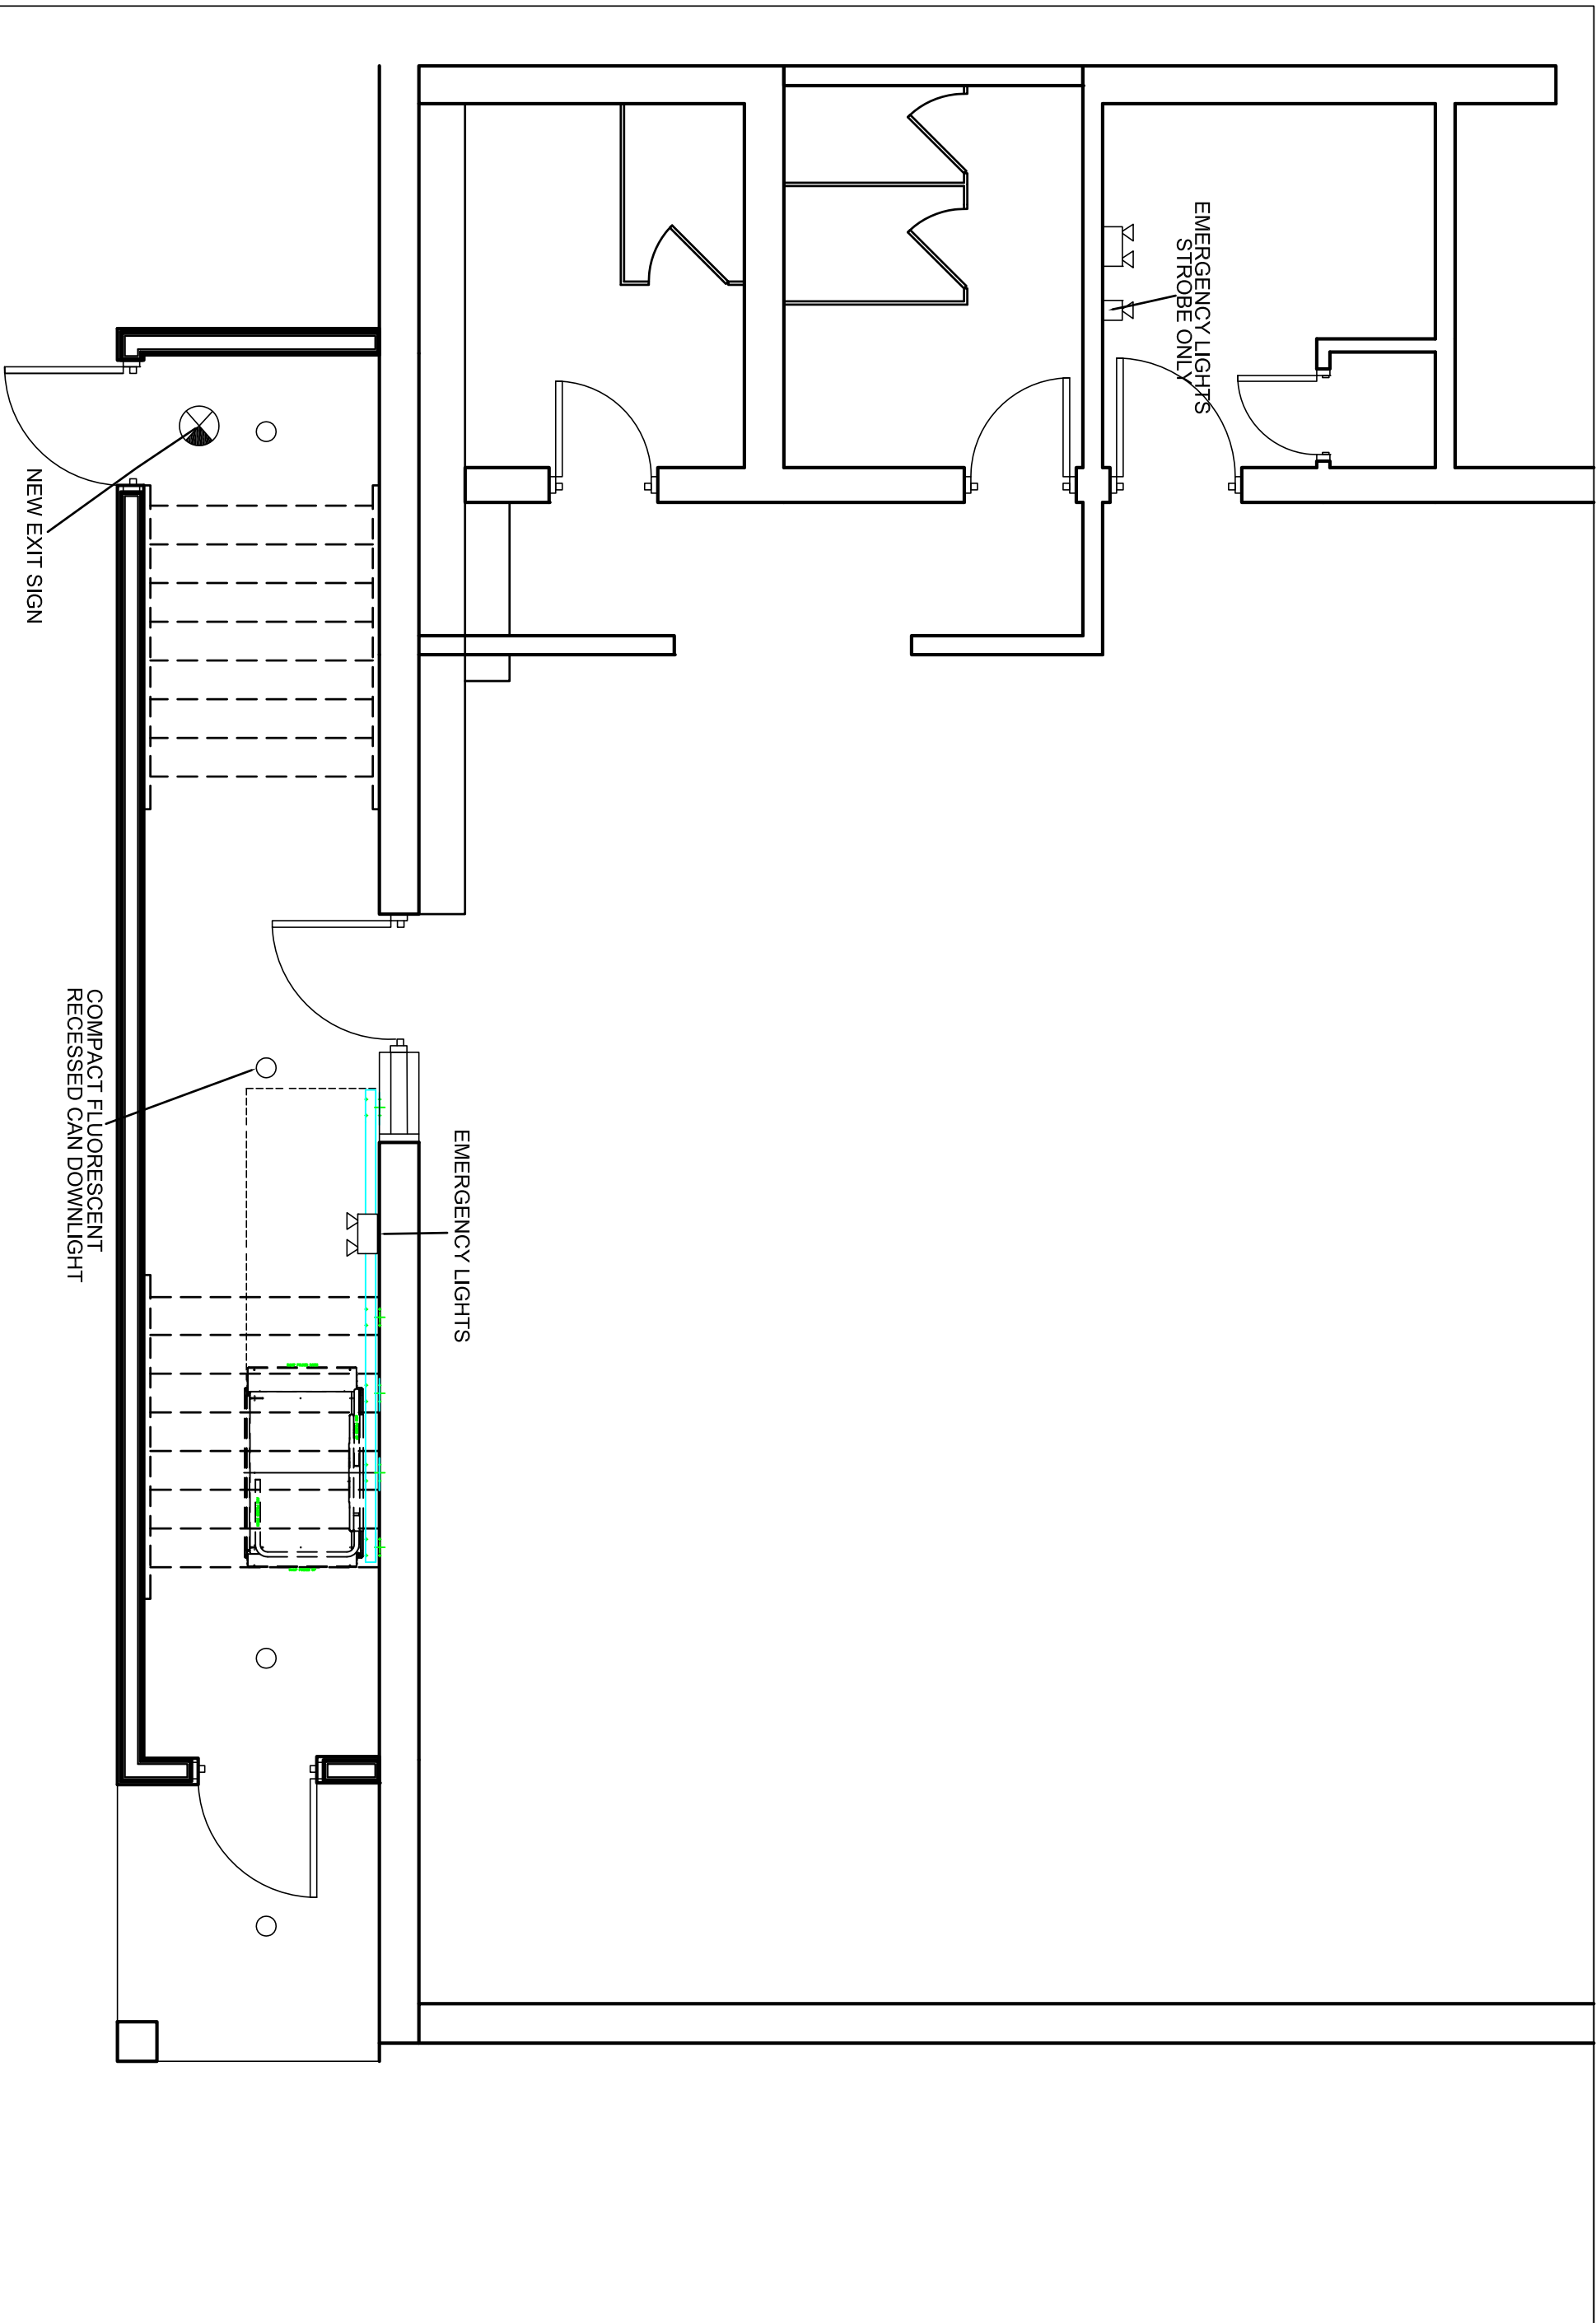 EMERGENCY LIGHTS
STROBE ONLY
EMERGENCY LIGHTS
COMPACT FLUORESCENT
RECESSED CAN DOWNLIGHT
NEW EXIT SIGN